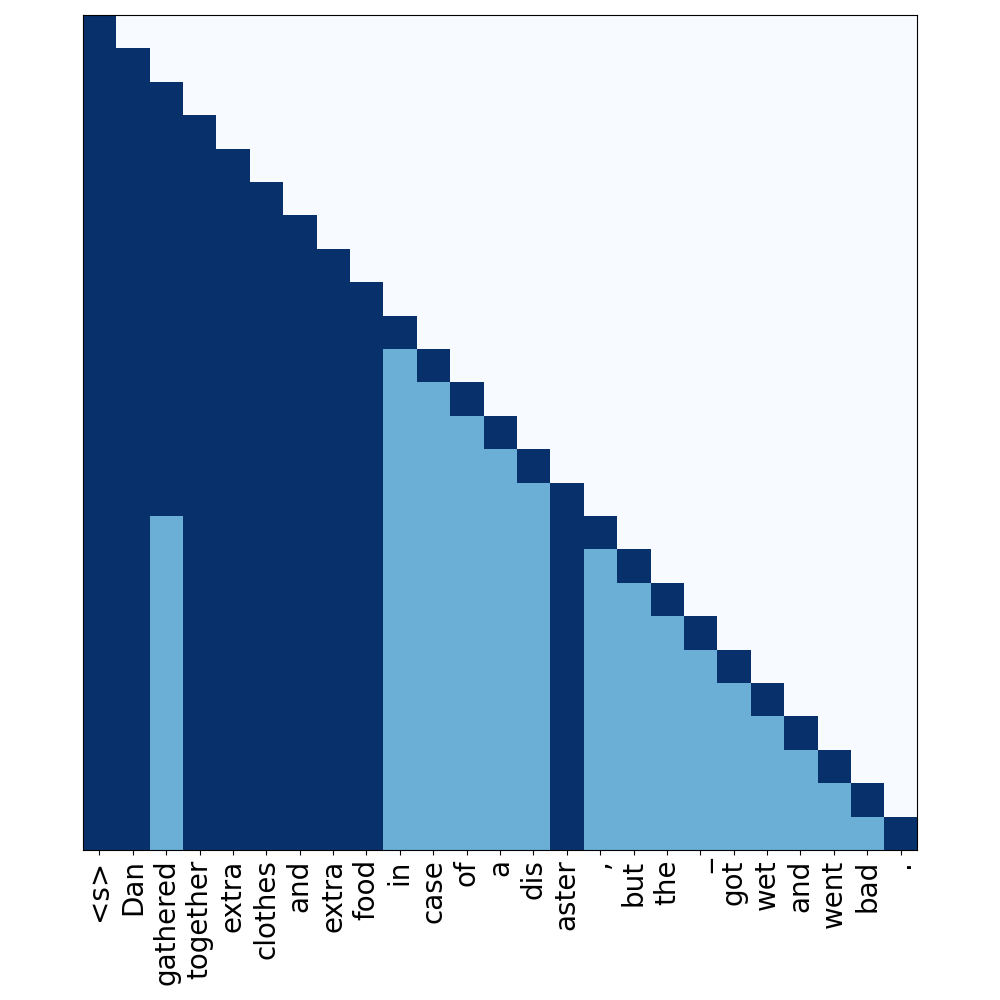 <s> Dan gathered together extra clothes and extra food in case of a dis aster , but the _ got wet and went bad .